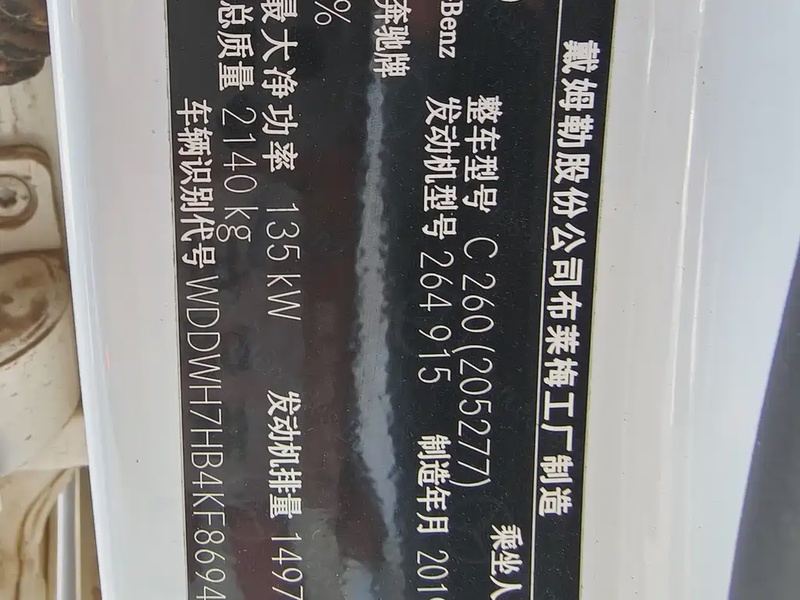 戴姆勒股份公司布莱梅工厂制造
整车型号 C 260 (205277) 乘坐人
Benz 发动机型号 264 915 制造年月 201
奔驰牌
%
最大净功率 135 kW 发动机排量 1497
总质量 2140 kg
车辆识别代号 WDDWH7HB4KF8694